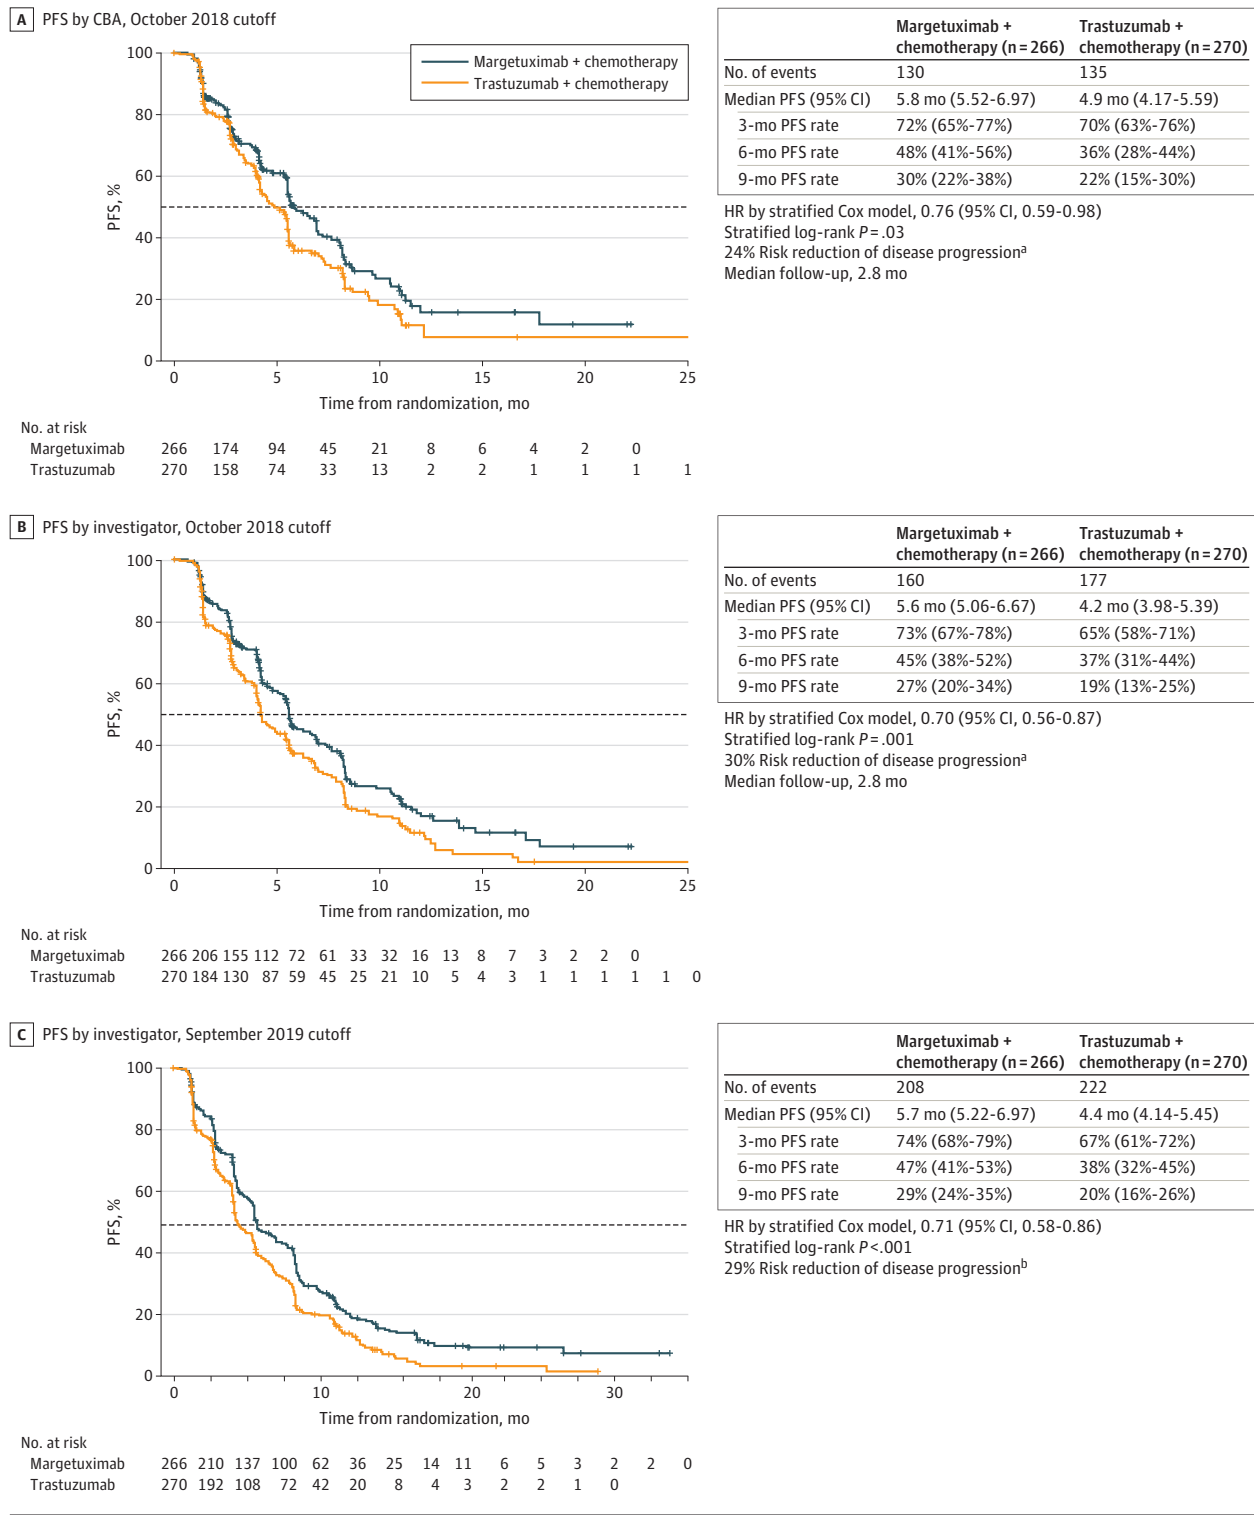 A PFS by CBA, October 2018 cutoff
Margetuximab + chemotherapy
Trastuzumab + chemotherapy
PFS, %
100
80
60
40
20
0
0 5 10 15 20 25
Time from randomization, mo
No. at risk
Margetuximab 266 174 94 45 21 8 6 4 2 0
Trastuzumab 270 158 74 33 13 2 2 1 1 1 1
Margetuximab + chemotherapy (n=266) Trastuzumab + chemotherapy (n=270)
No. of events 130 135
Median PFS (95% CI) 5.8 mo (5.52-6.97) 4.9 mo (4.17-5.59)
3-mo PFS rate 72% (65%-77%) 70% (63%-76%)
6-mo PFS rate 48% (41%-56%) 36% (28%-44%)
9-mo PFS rate 30% (22%-38%) 22% (15%-30%)
HR by stratified Cox model, 0.76 (95% CI, 0.59-0.98)
Stratified log-rank P=.03
24% Risk reduction of disease progressionᵃ
Median follow-up, 2.8 mo
B PFS by investigator, October 2018 cutoff
PFS, %
100
80
60
40
20
0
0 5 10 15 20 25
Time from randomization, mo
No. at risk
Margetuximab 266 206 155 112 72 61 33 32 16 13 8 7 3 2 2 0
Trastuzumab 270 184 130 87 59 45 25 21 10 5 4 3 1 1 1 1 1 0
Margetuximab + chemotherapy (n=266) Trastuzumab + chemotherapy (n=270)
No. of events 160 177
Median PFS (95% CI) 5.6 mo (5.06-6.67) 4.2 mo (3.98-5.39)
3-mo PFS rate 73% (67%-78%) 65% (58%-71%)
6-mo PFS rate 45% (38%-52%) 37% (31%-44%)
9-mo PFS rate 27% (20%-34%) 19% (13%-25%)
HR by stratified Cox model, 0.70 (95% CI, 0.56-0.87)
Stratified log-rank P=.001
30% Risk reduction of disease progressionᵃ
Median follow-up, 2.8 mo
C PFS by investigator, September 2019 cutoff
PFS, %
100
80
60
40
20
0
0 10 20 30
Time from randomization, mo
No. at risk
Margetuximab 266 210 137 100 62 36 25 14 11 6 5 3 2 2 0
Trastuzumab 270 192 108 72 42 20 8 4 3 2 2 1 0
Margetuximab + chemotherapy (n=266) Trastuzumab + chemotherapy (n=270)
No. of events 208 222
Median PFS (95% CI) 5.7 mo (5.22-6.97) 4.4 mo (4.14-5.45)
3-mo PFS rate 74% (68%-79%) 67% (61%-72%)
6-mo PFS rate 47% (41%-53%) 38% (32%-45%)
9-mo PFS rate 29% (24%-35%) 20% (16%-26%)
HR by stratified Cox model, 0.71 (95% CI, 0.58-0.86)
Stratified log-rank P<.001
29% Risk reduction of disease progressionᵇ